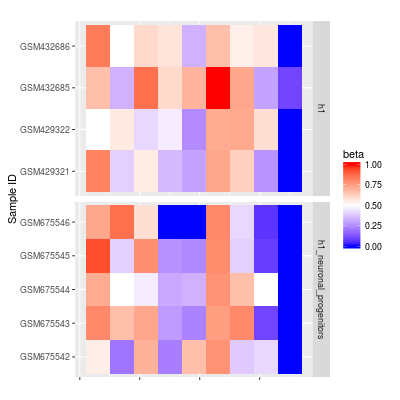 Sample ID
GSM432686
GSM432685
GSM429322
GSM429321
h1
GSM675546
GSM675545
GSM675544
GSM675543
GSM675542
h1_neuronal_progenitors
beta
1.00
0.75
0.50
0.25
0.00